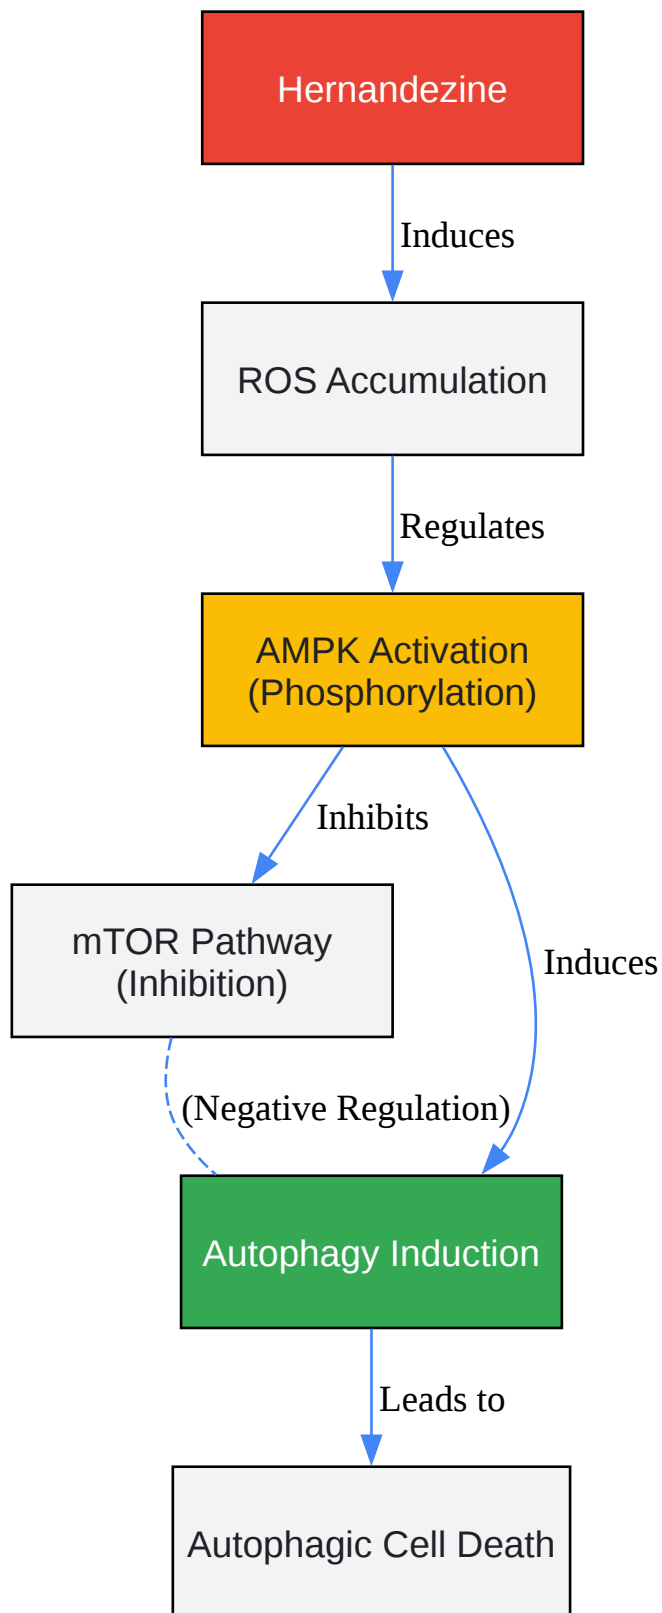 Hernandezine
Induces
ROS Accumulation
Regulates
AMPK Activation
(Phosphorylation)
Inhibits
mTOR Pathway
(Inhibition)
Induces
(Negative Regulation)
Autophagy Induction
Leads to
Autophagic Cell Death